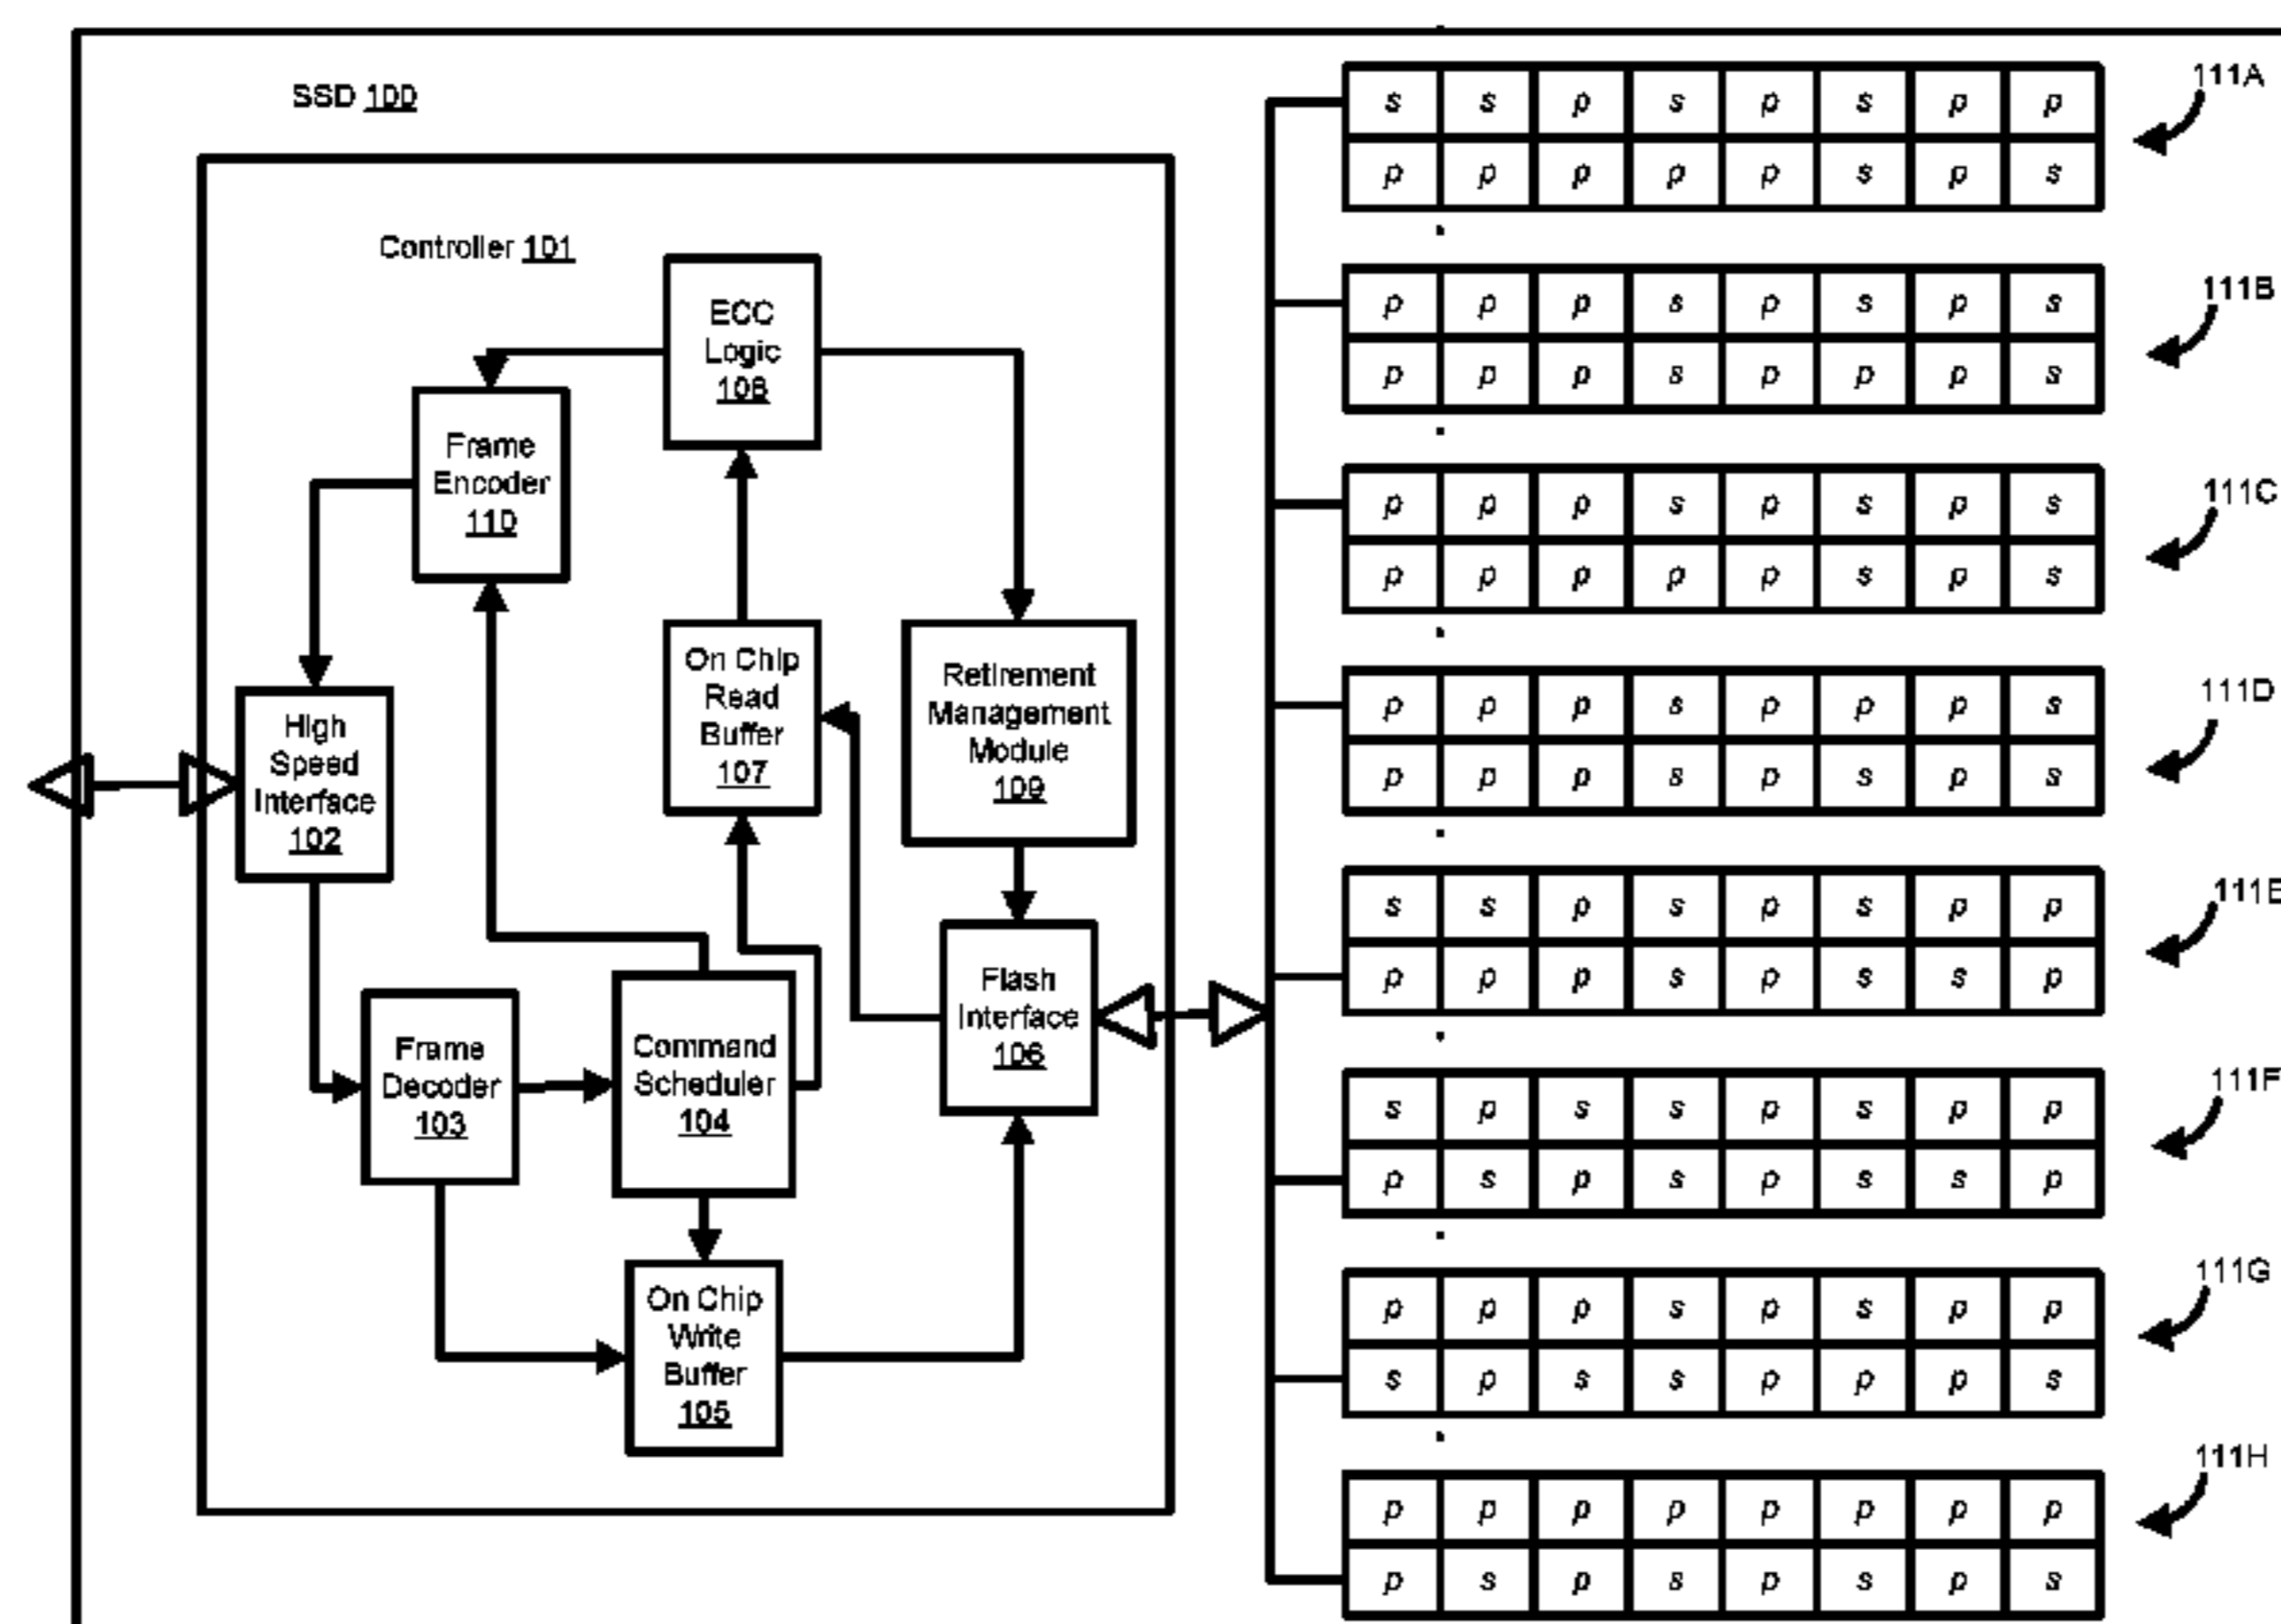 SSD 100
Controller 101
ECC
Logic
108
Frame
Encoder
110
On Chip
Read
Buffer
107
Retirement
Management
Module
109
High
Speed
Interface
102
Flash
Interface
106
Frame
Decoder
103
Command
Scheduler
104
On Chip
Write
Buffer
105
s s p s p s p p
p p p p p s p s
111A
p p p s p s p s
p p p s p p p s
111B
p p p s p s p s
p p p p p s p s
111C
p p p s p p p s
p p p s p s p s
111D
s s p s p s p p
p p p s p s s p
111E
s p s s p s p p
p s p s p s s p
111F
p p p s p s p p
s p s s p p p s
111G
p p p p p p p p
p s p s p s p s
111H